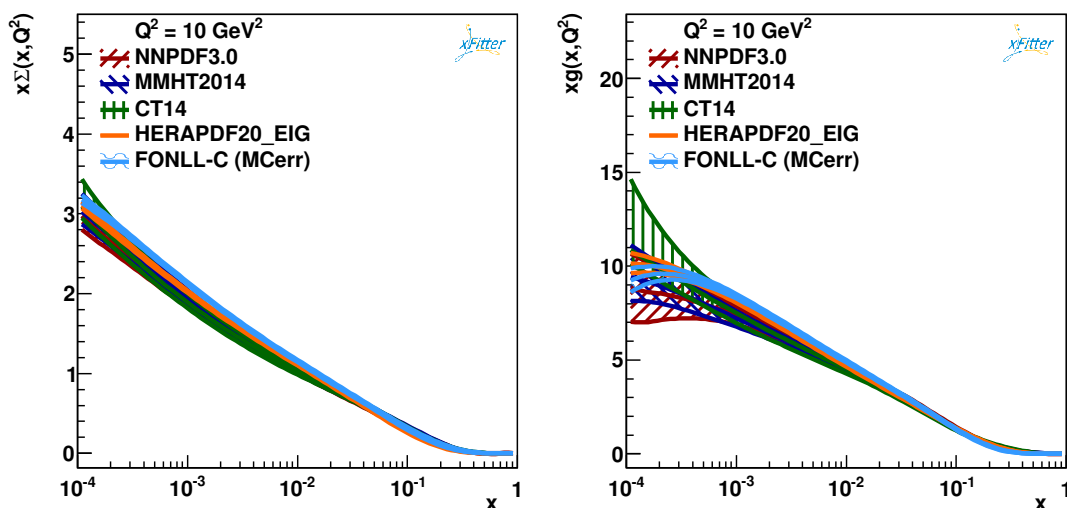 xΣ(x,Q²)
Q² = 10 GeV²
NNPDF3.0
MMHT2014
CT14
HERAPDF20_EIG
FONLL-C (MCerr)
xFitter
5
4
3
2
1
0
10⁻⁴ 10⁻³ 10⁻² 10⁻¹ 1
x
xg(x,Q²)
Q² = 10 GeV²
NNPDF3.0
MMHT2014
CT14
HERAPDF20_EIG
FONLL-C (MCerr)
xFitter
20
15
10
5
0
10⁻⁴ 10⁻³ 10⁻² 10⁻¹ 1
x